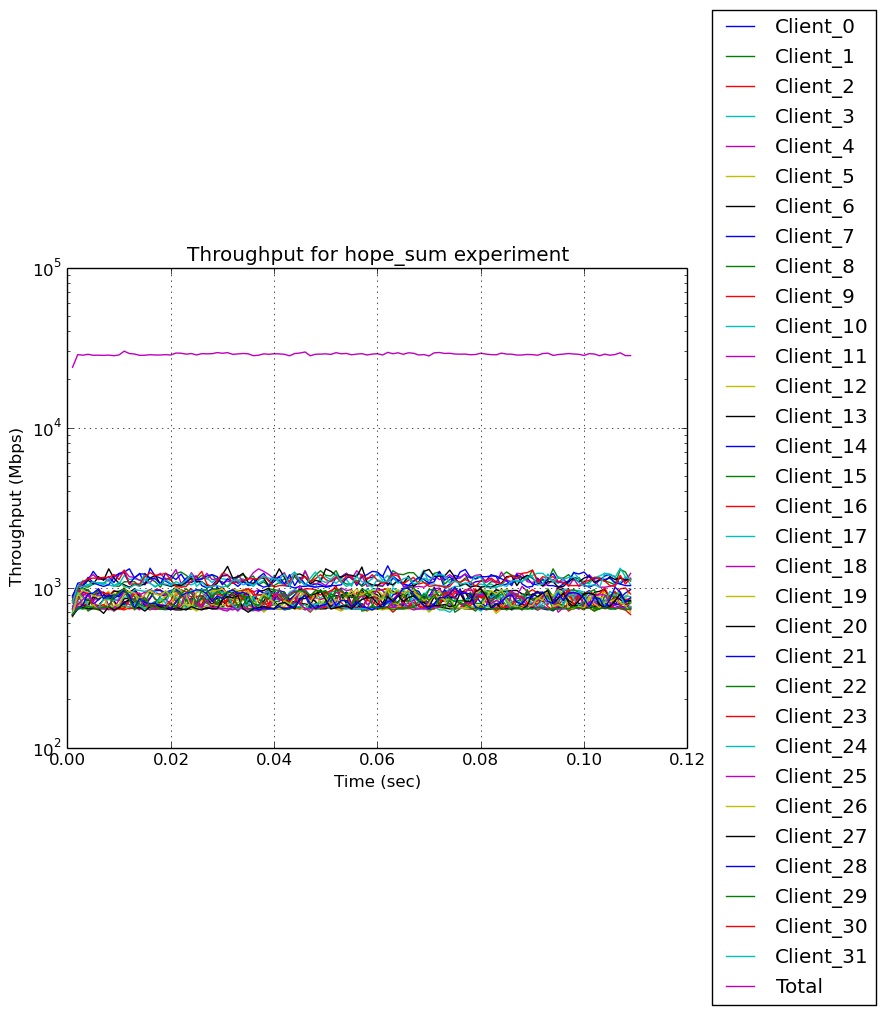 Throughput for hope_sum experiment
Throughput (Mbps)
10^5
10^4
10^3
10^2
0.00 0.02 0.04 0.06 0.08 0.10 0.12
Time (sec)
Client_0
Client_1
Client_2
Client_3
Client_4
Client_5
Client_6
Client_7
Client_8
Client_9
Client_10
Client_11
Client_12
Client_13
Client_14
Client_15
Client_16
Client_17
Client_18
Client_19
Client_20
Client_21
Client_22
Client_23
Client_24
Client_25
Client_26
Client_27
Client_28
Client_29
Client_30
Client_31
Total